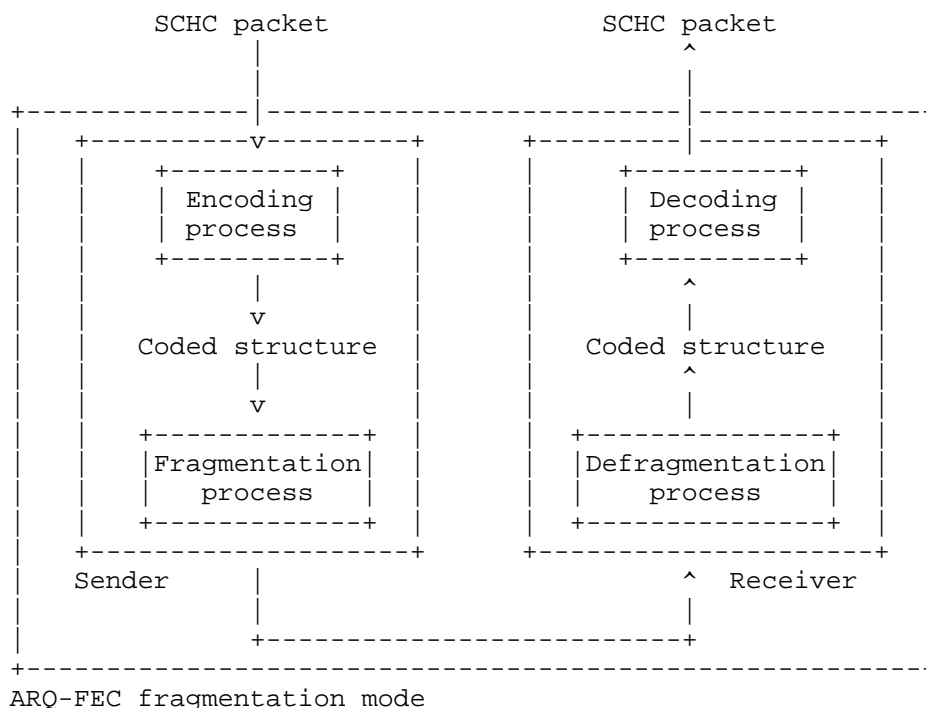 SCHC packet SCHC packet
Encoding Decoding
process process
Coded structure Coded structure
Fragmentation Defragmentation
process process
Sender Receiver
ARQ-FEC fragmentation mode